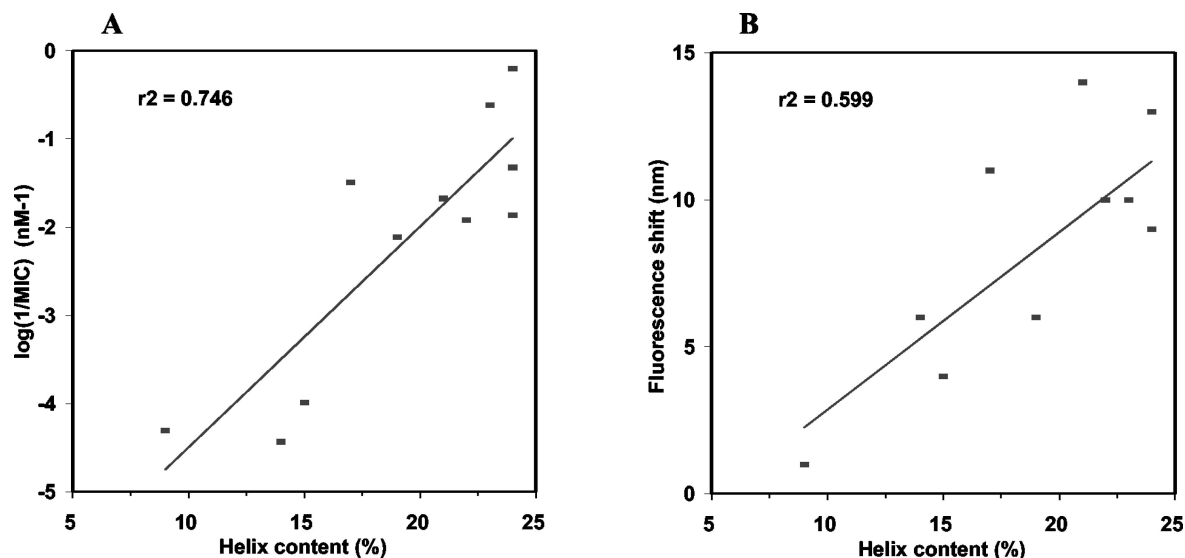 A
r2 = 0.746
log(1/MIC) (nM-1)
0
-1
-2
-3
-4
-5
5 10 15 20 25
Helix content (%)
B
r2 = 0.599
Fluorescence shift (nm)
15
10
5
0
5 10 15 20 25
Helix content (%)